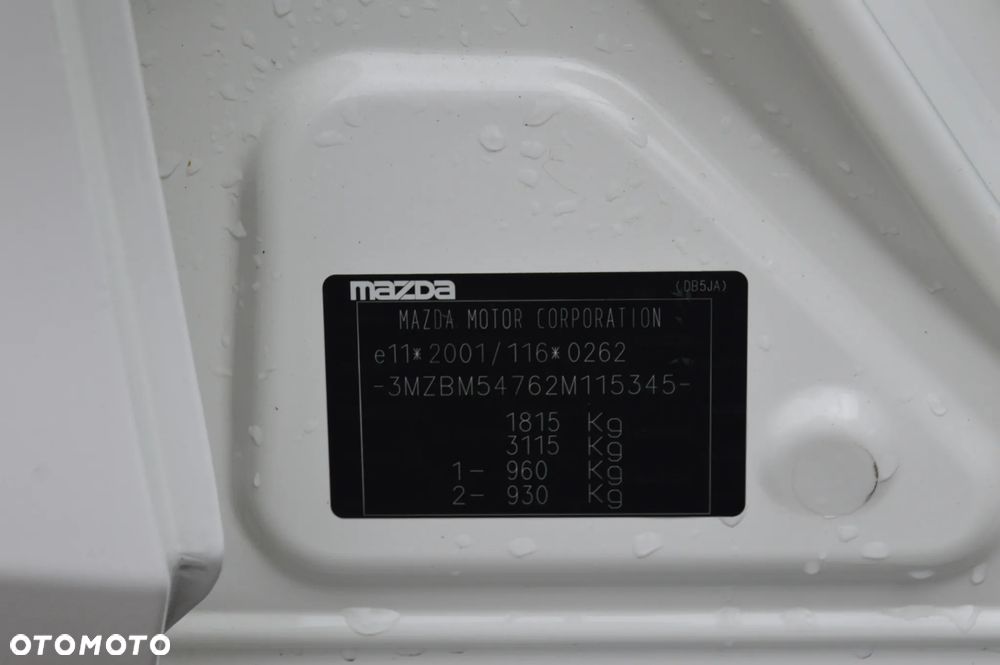 mazda (DB5JA)
MAZDA MOTOR CORPORATION
e11*2001/116*0262
-3MZBM54762M115345-
1815 Kg
3115 Kg
1- 960 Kg
2- 930 Kg
OTOMOTO